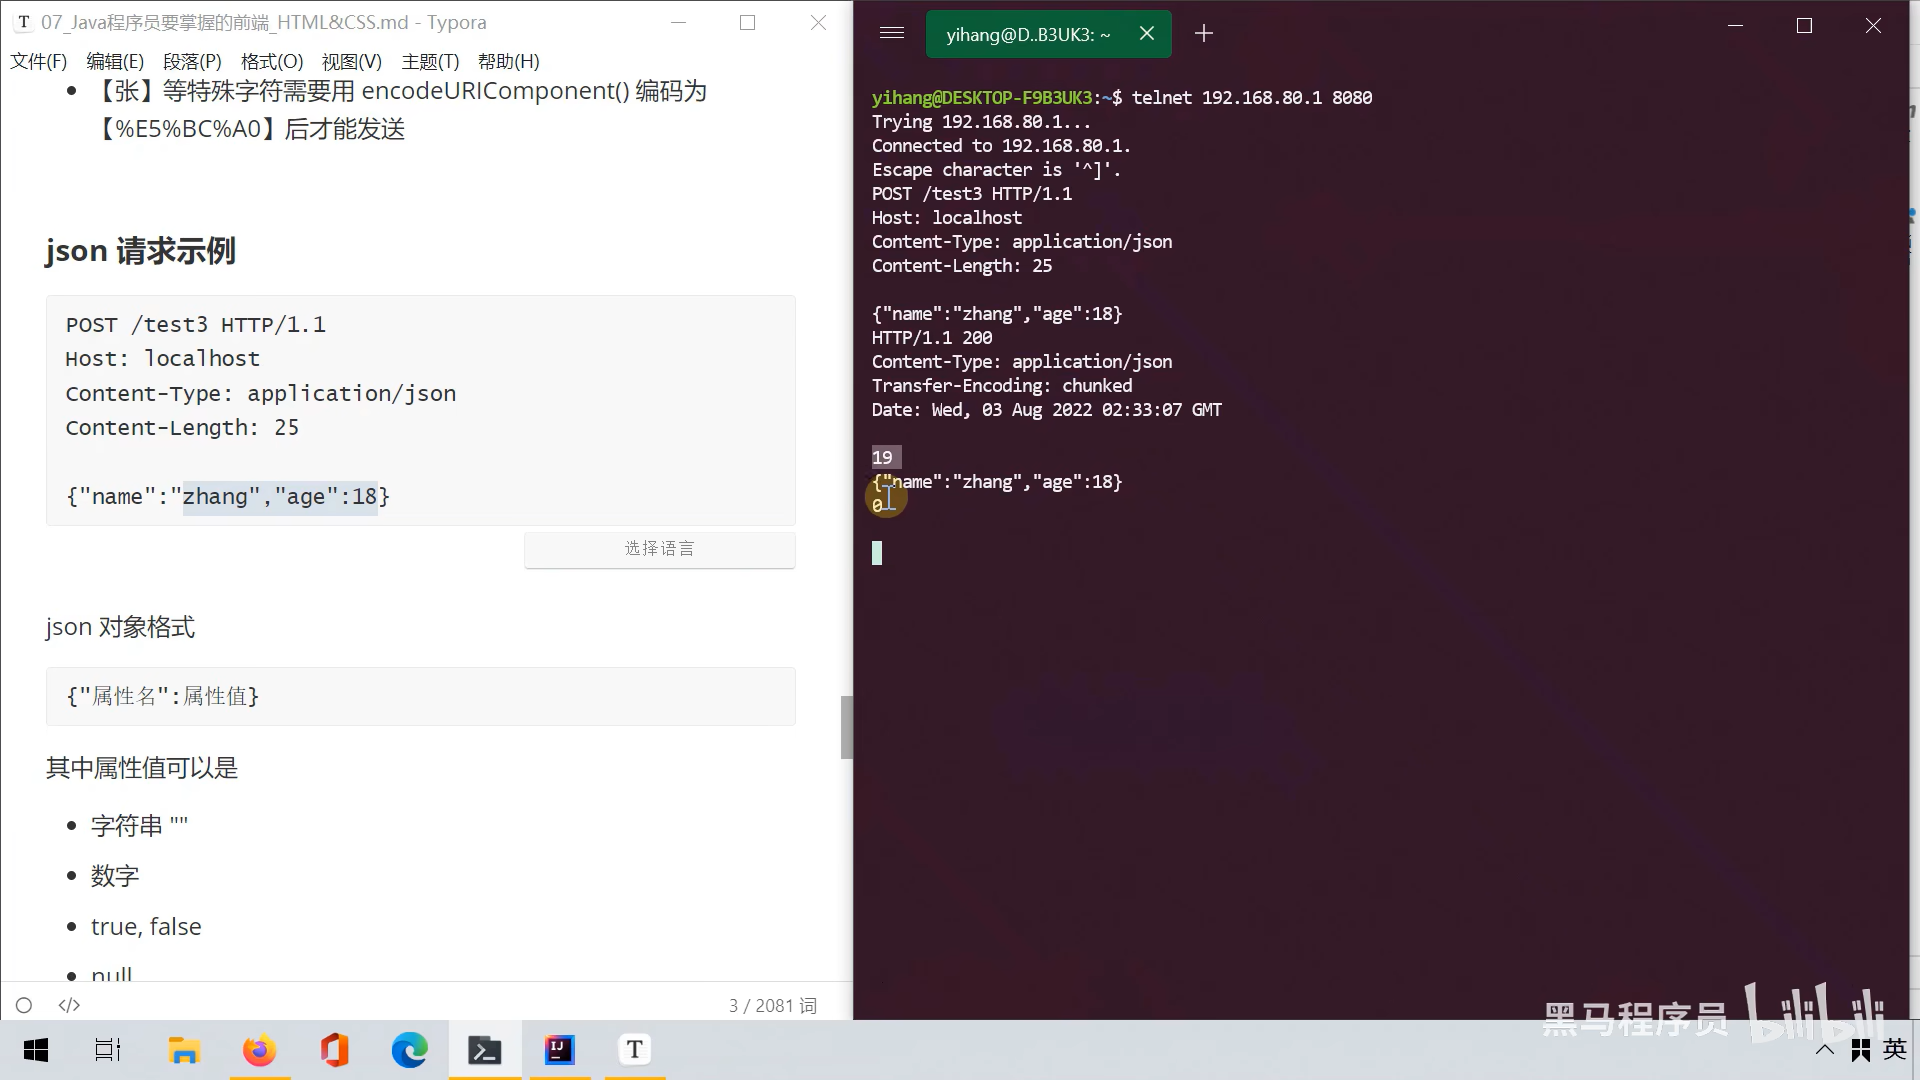 07_Java程序员要掌握的前端_HTML&CSS.md - Typora
文件(F) 编辑(E) 段落(P) 格式(O) 视图(V) 主题(T) 帮助(H)
【张】等特殊字符需要用 encodeURIComponent() 编码为
【%E5%BC%A0】后才能发送
json 请求示例
POST /test3 HTTP/1.1
Host: localhost
Content-Type: application/json
Content-Length: 25
{"name":"zhang","age":18}
选择语言
json 对象格式
{"属性名":属性值}
其中属性值可以是
字符串 ""
数字
true, false
null
3 / 2081 词
yihang@D..B3UK3: ~
yihang@DESKTOP-F9B3UK3:~$ telnet 192.168.80.1 8080
Trying 192.168.80.1...
Connected to 192.168.80.1.
Escape character is '^]'.
POST /test3 HTTP/1.1
Host: localhost
Content-Type: application/json
Content-Length: 25
{"name":"zhang","age":18}
HTTP/1.1 200
Content-Type: application/json
Transfer-Encoding: chunked
Date: Wed, 03 Aug 2022 02:33:07 GMT
19
{"name":"zhang","age":18}
0
黑马程序员 bilibili
英